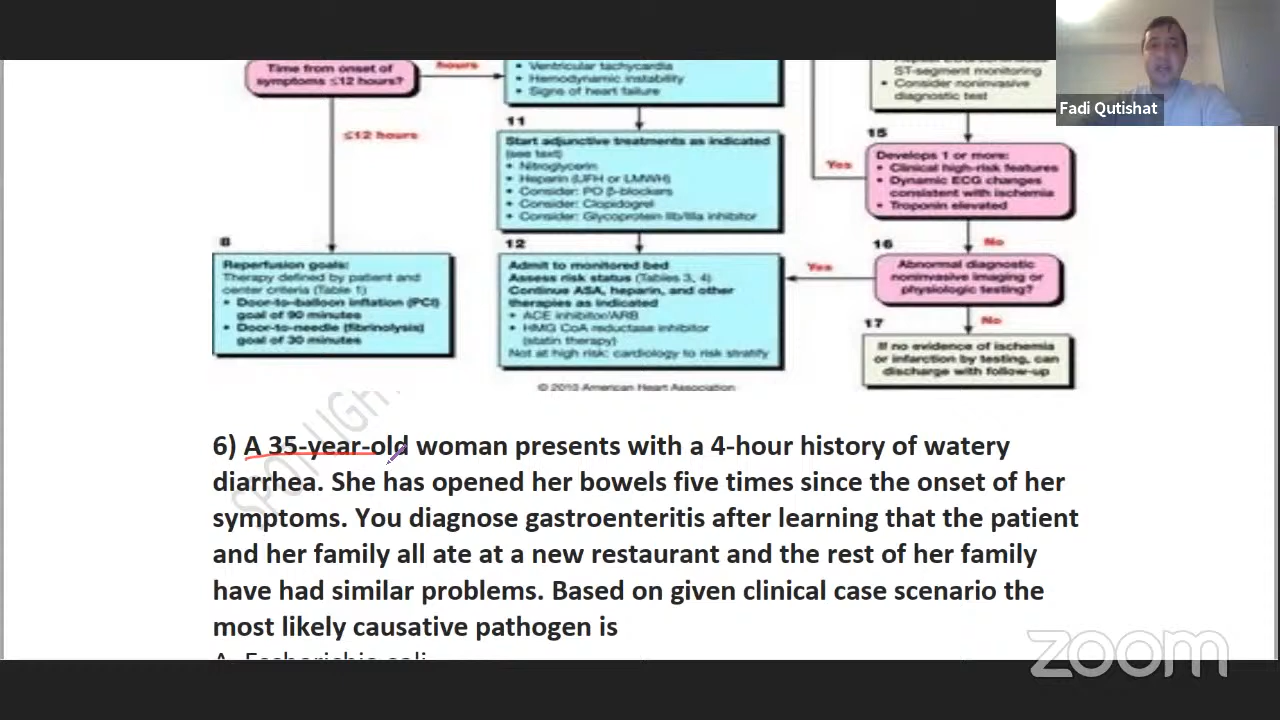 Time from onset of
symptoms ≤12 hours?
hours
≤12 hours
Ventricular tachycardia
Hemodynamic instability
Signs of heart failure
11
Start adjunctive treatments as indicated
(see text)
• Nitroglycerin
• Heparin (UFH or LMWH)
• Consider: PO β-blockers
• Consider: Clopidogrel
• Consider: Glycoprotein IIb/IIIa inhibitor
ST-segment monitoring
• Consider noninvasive
diagnostic test
15
Develops 1 or more:
• Clinical high-risk features
• Dynamic ECG changes
consistent with ischemia
• Troponin elevated
Yes
No
8
Reperfusion goals:
Therapy defined by patient and
center criteria (Table 1)
• Door-to-balloon inflation (PCI)
goal of 90 minutes
• Door-to-needle (fibrinolysis)
goal of 30 minutes
12
Admit to monitored bed
Assess risk status (Tables 3, 4)
Continue ASA, heparin, and other
therapies as indicated
• ACE inhibitor/ARB
• HMG CoA reductase inhibitor
(statin therapy)
Not at high risk: cardiology to risk stratify
Yes
16
Abnormal diagnostic
noninvasive imaging or
physiologic testing?
No
17
If no evidence of ischemia
or infarction by testing, can
discharge with follow-up
© 2010 American Heart Association
6) A 35-year-old woman presents with a 4-hour history of watery
diarrhea. She has opened her bowels five times since the onset of her
symptoms. You diagnose gastroenteritis after learning that the patient
and her family all ate at a new restaurant and the rest of her family
have had similar problems. Based on given clinical case scenario the
most likely causative pathogen is
SPOTLIGHT
Fadi Qutishat
zoom